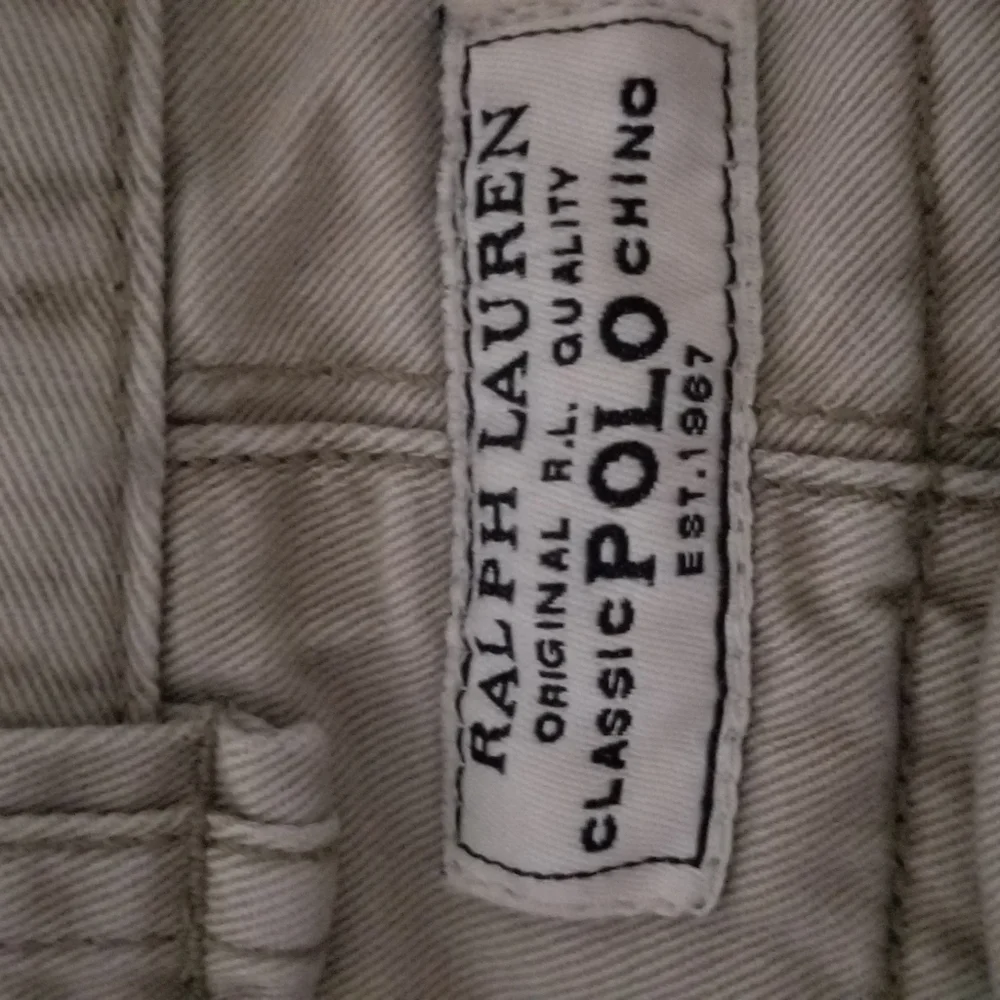 RALPH LAUREN
ORIGINAL R.L. QUALITY
CLASSIC POLO CHINO
EST.1967